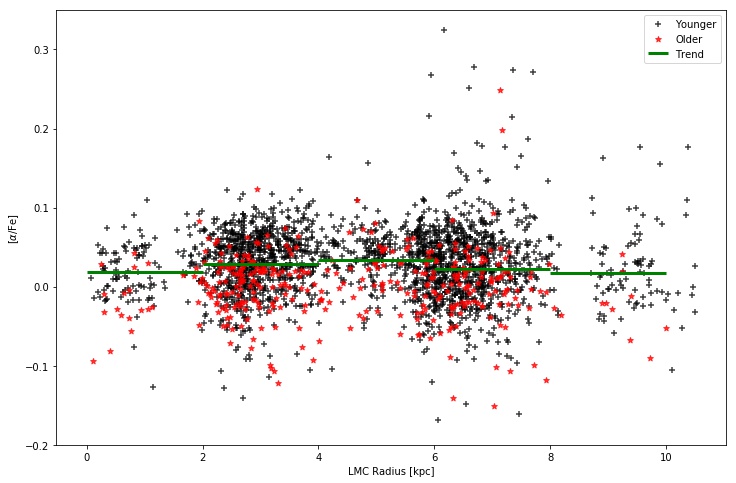 Younger
Older
Trend
0.3
0.2
0.1
0.0
−0.1
−0.2
[α/Fe]
0 2 4 6 8 10
LMC Radius [kpc]